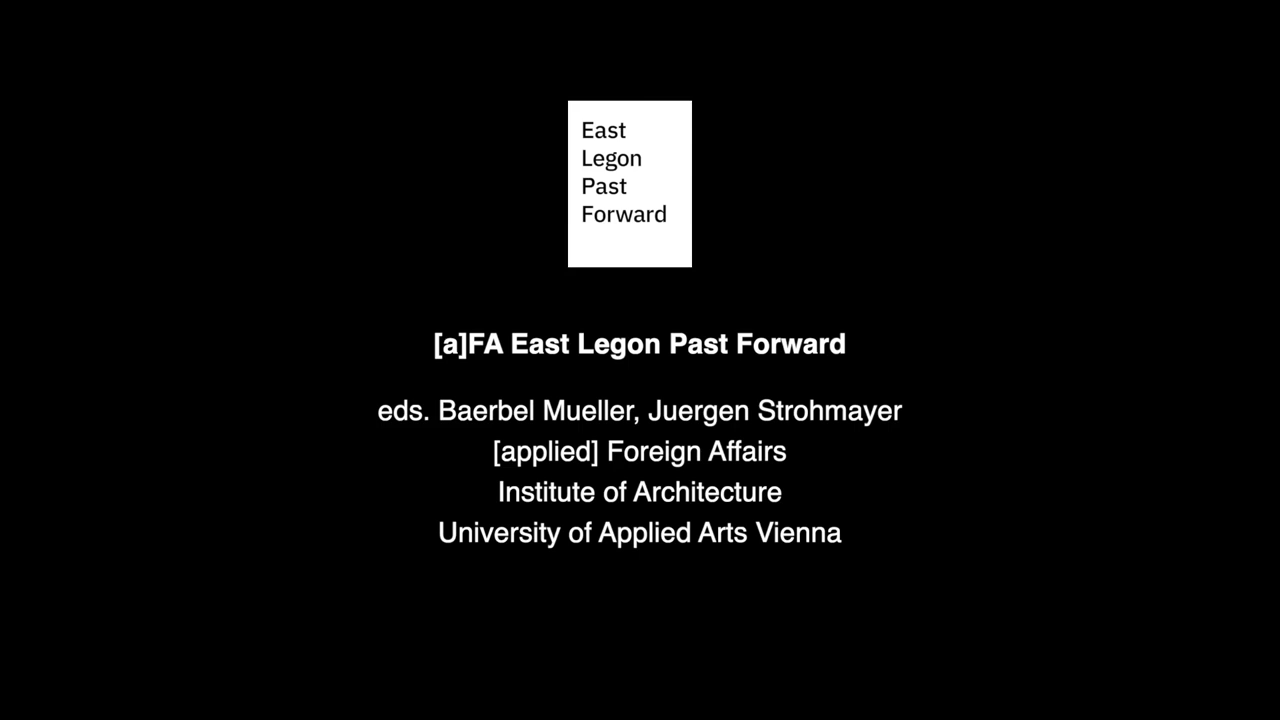 East
Legon
Past
Forward
[a]FA East Legon Past Forward
eds. Baerbel Mueller, Juergen Strohmayer
[applied] Foreign Affairs
Institute of Architecture
University of Applied Arts Vienna